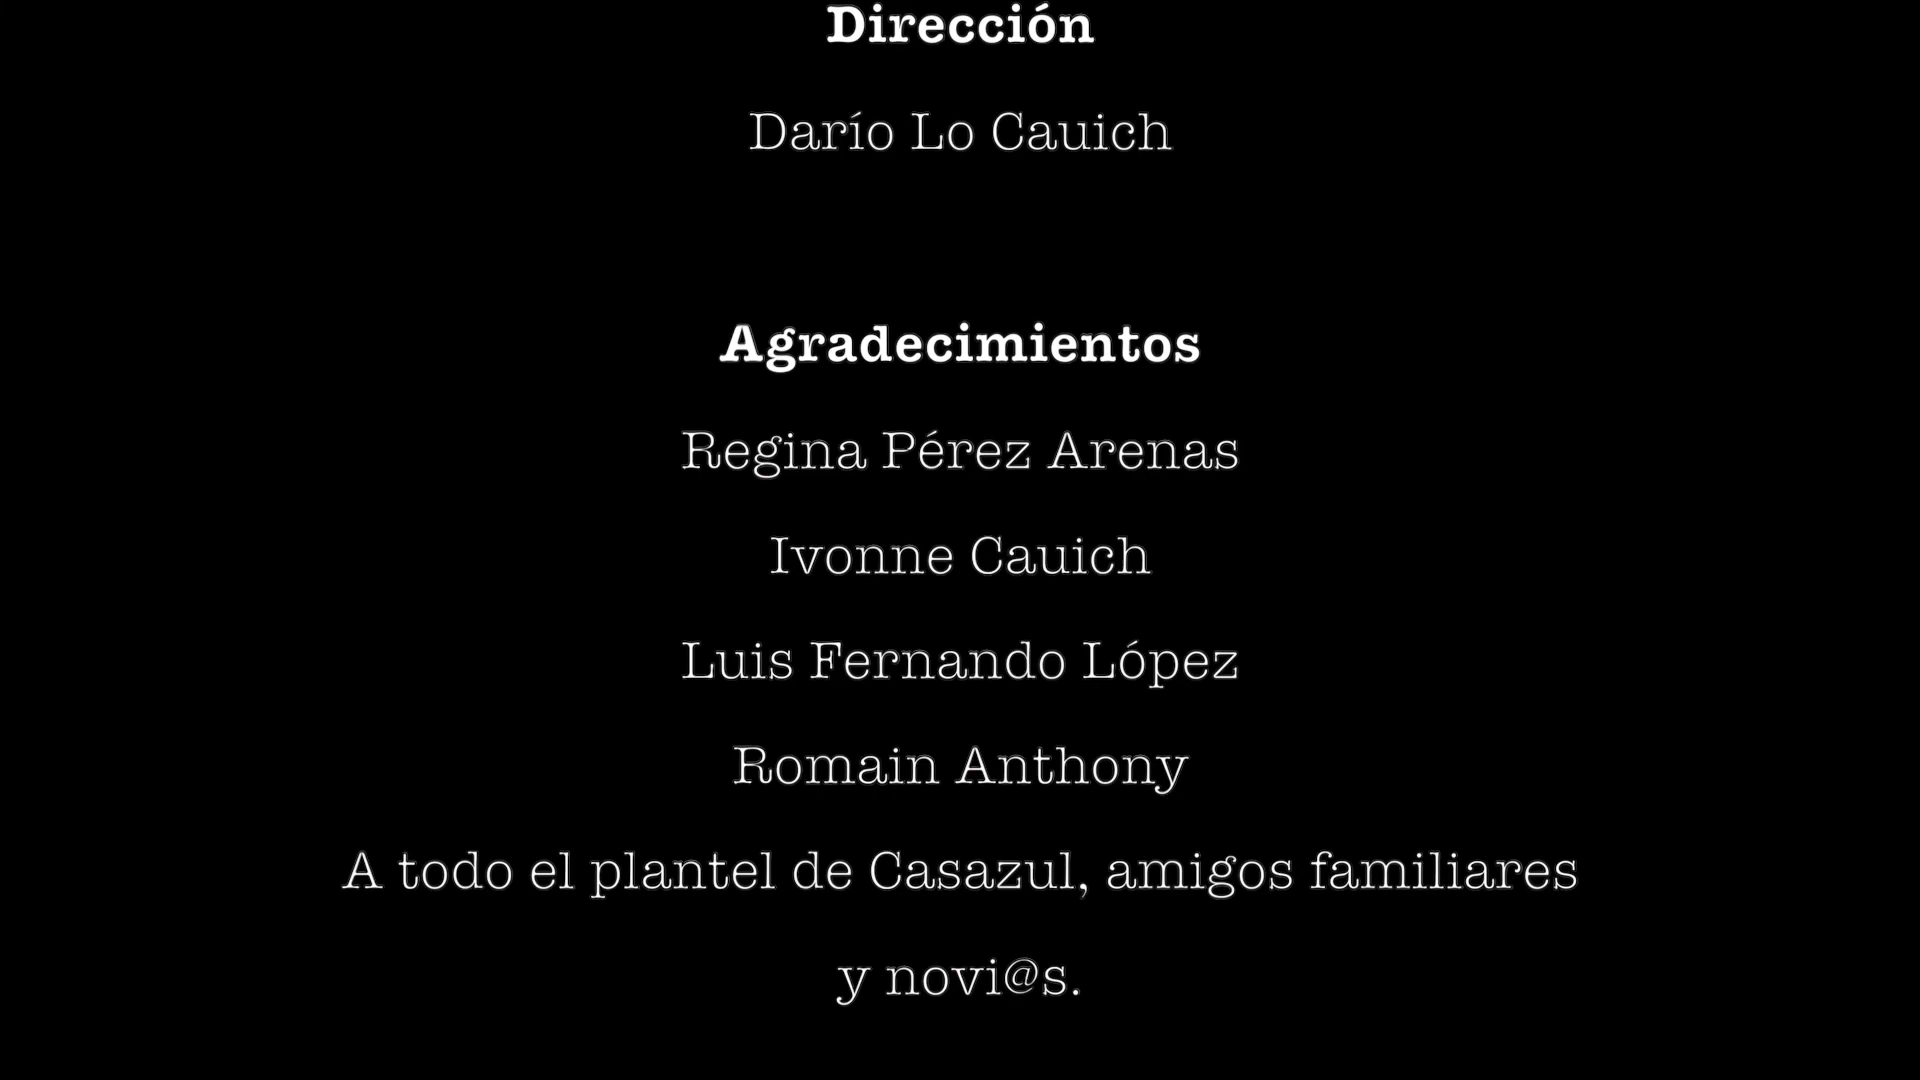 Dirección
Darío Lo Cauich
Agradecimientos
Regina Pérez Arenas
Ivonne Cauich
Luis Fernando López
Romain Anthony
A todo el plantel de Casazul, amigos familiares
y novi@s.